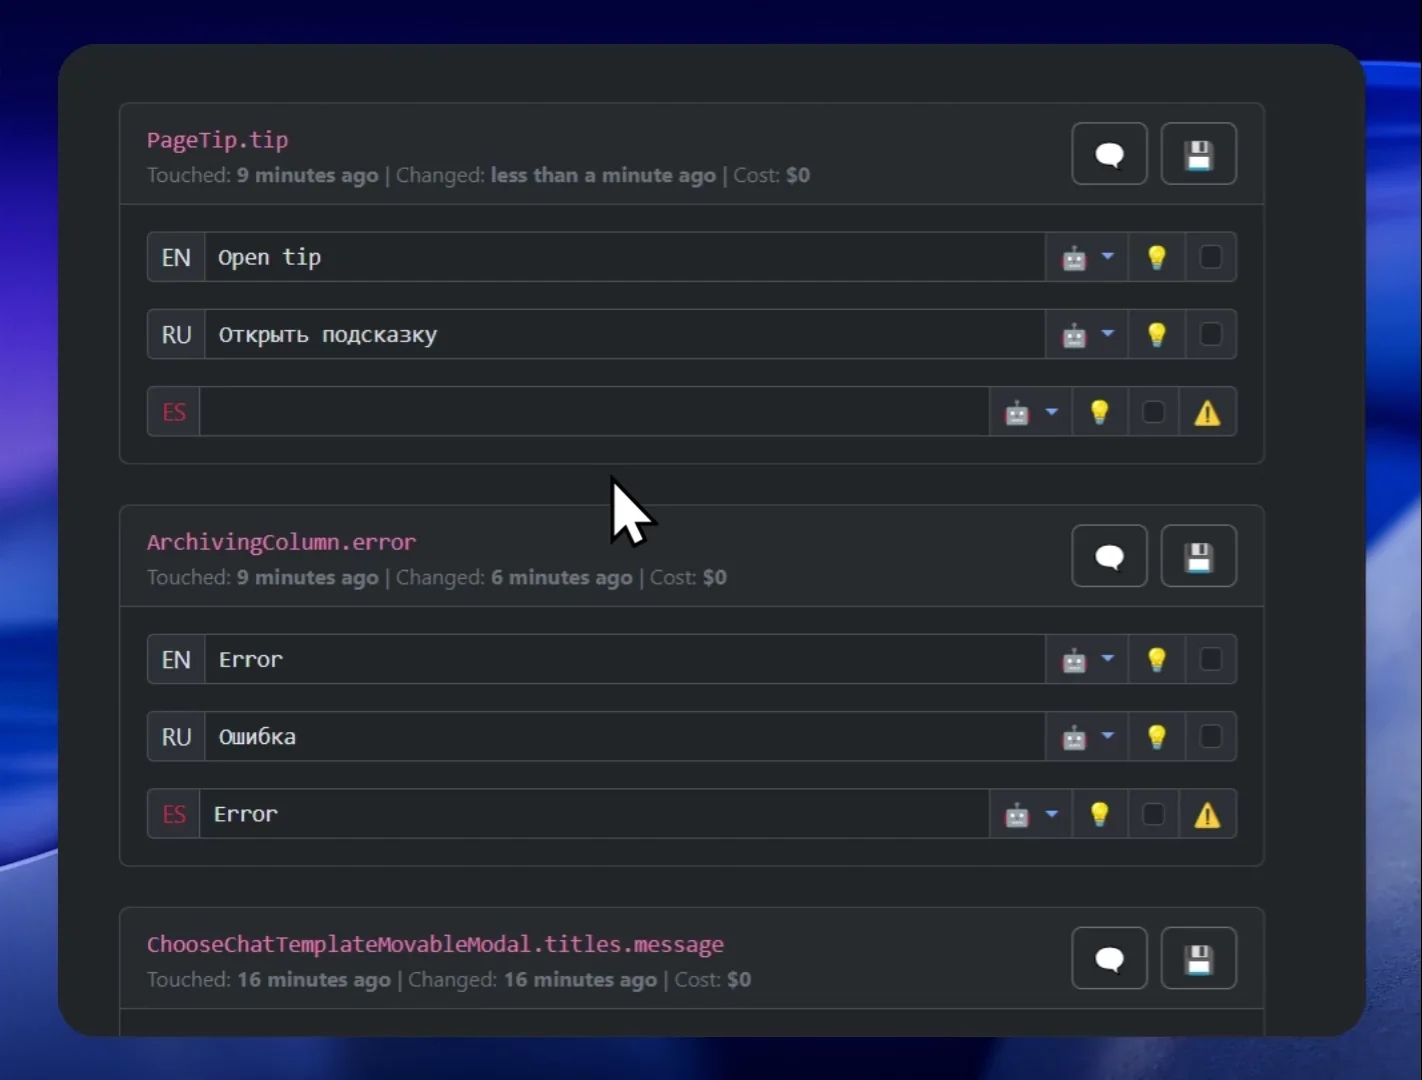 PageTip.tip
Touched: 9 minutes ago | Changed: less than a minute ago | Cost: $0
EN Open tip
RU Открыть подсказку
ES
ArchivingColumn.error
Touched: 9 minutes ago | Changed: 6 minutes ago | Cost: $0
EN Error
RU Ошибка
ES Error
ChooseChatTemplateMovableModal.titles.message
Touched: 16 minutes ago | Changed: 16 minutes ago | Cost: $0